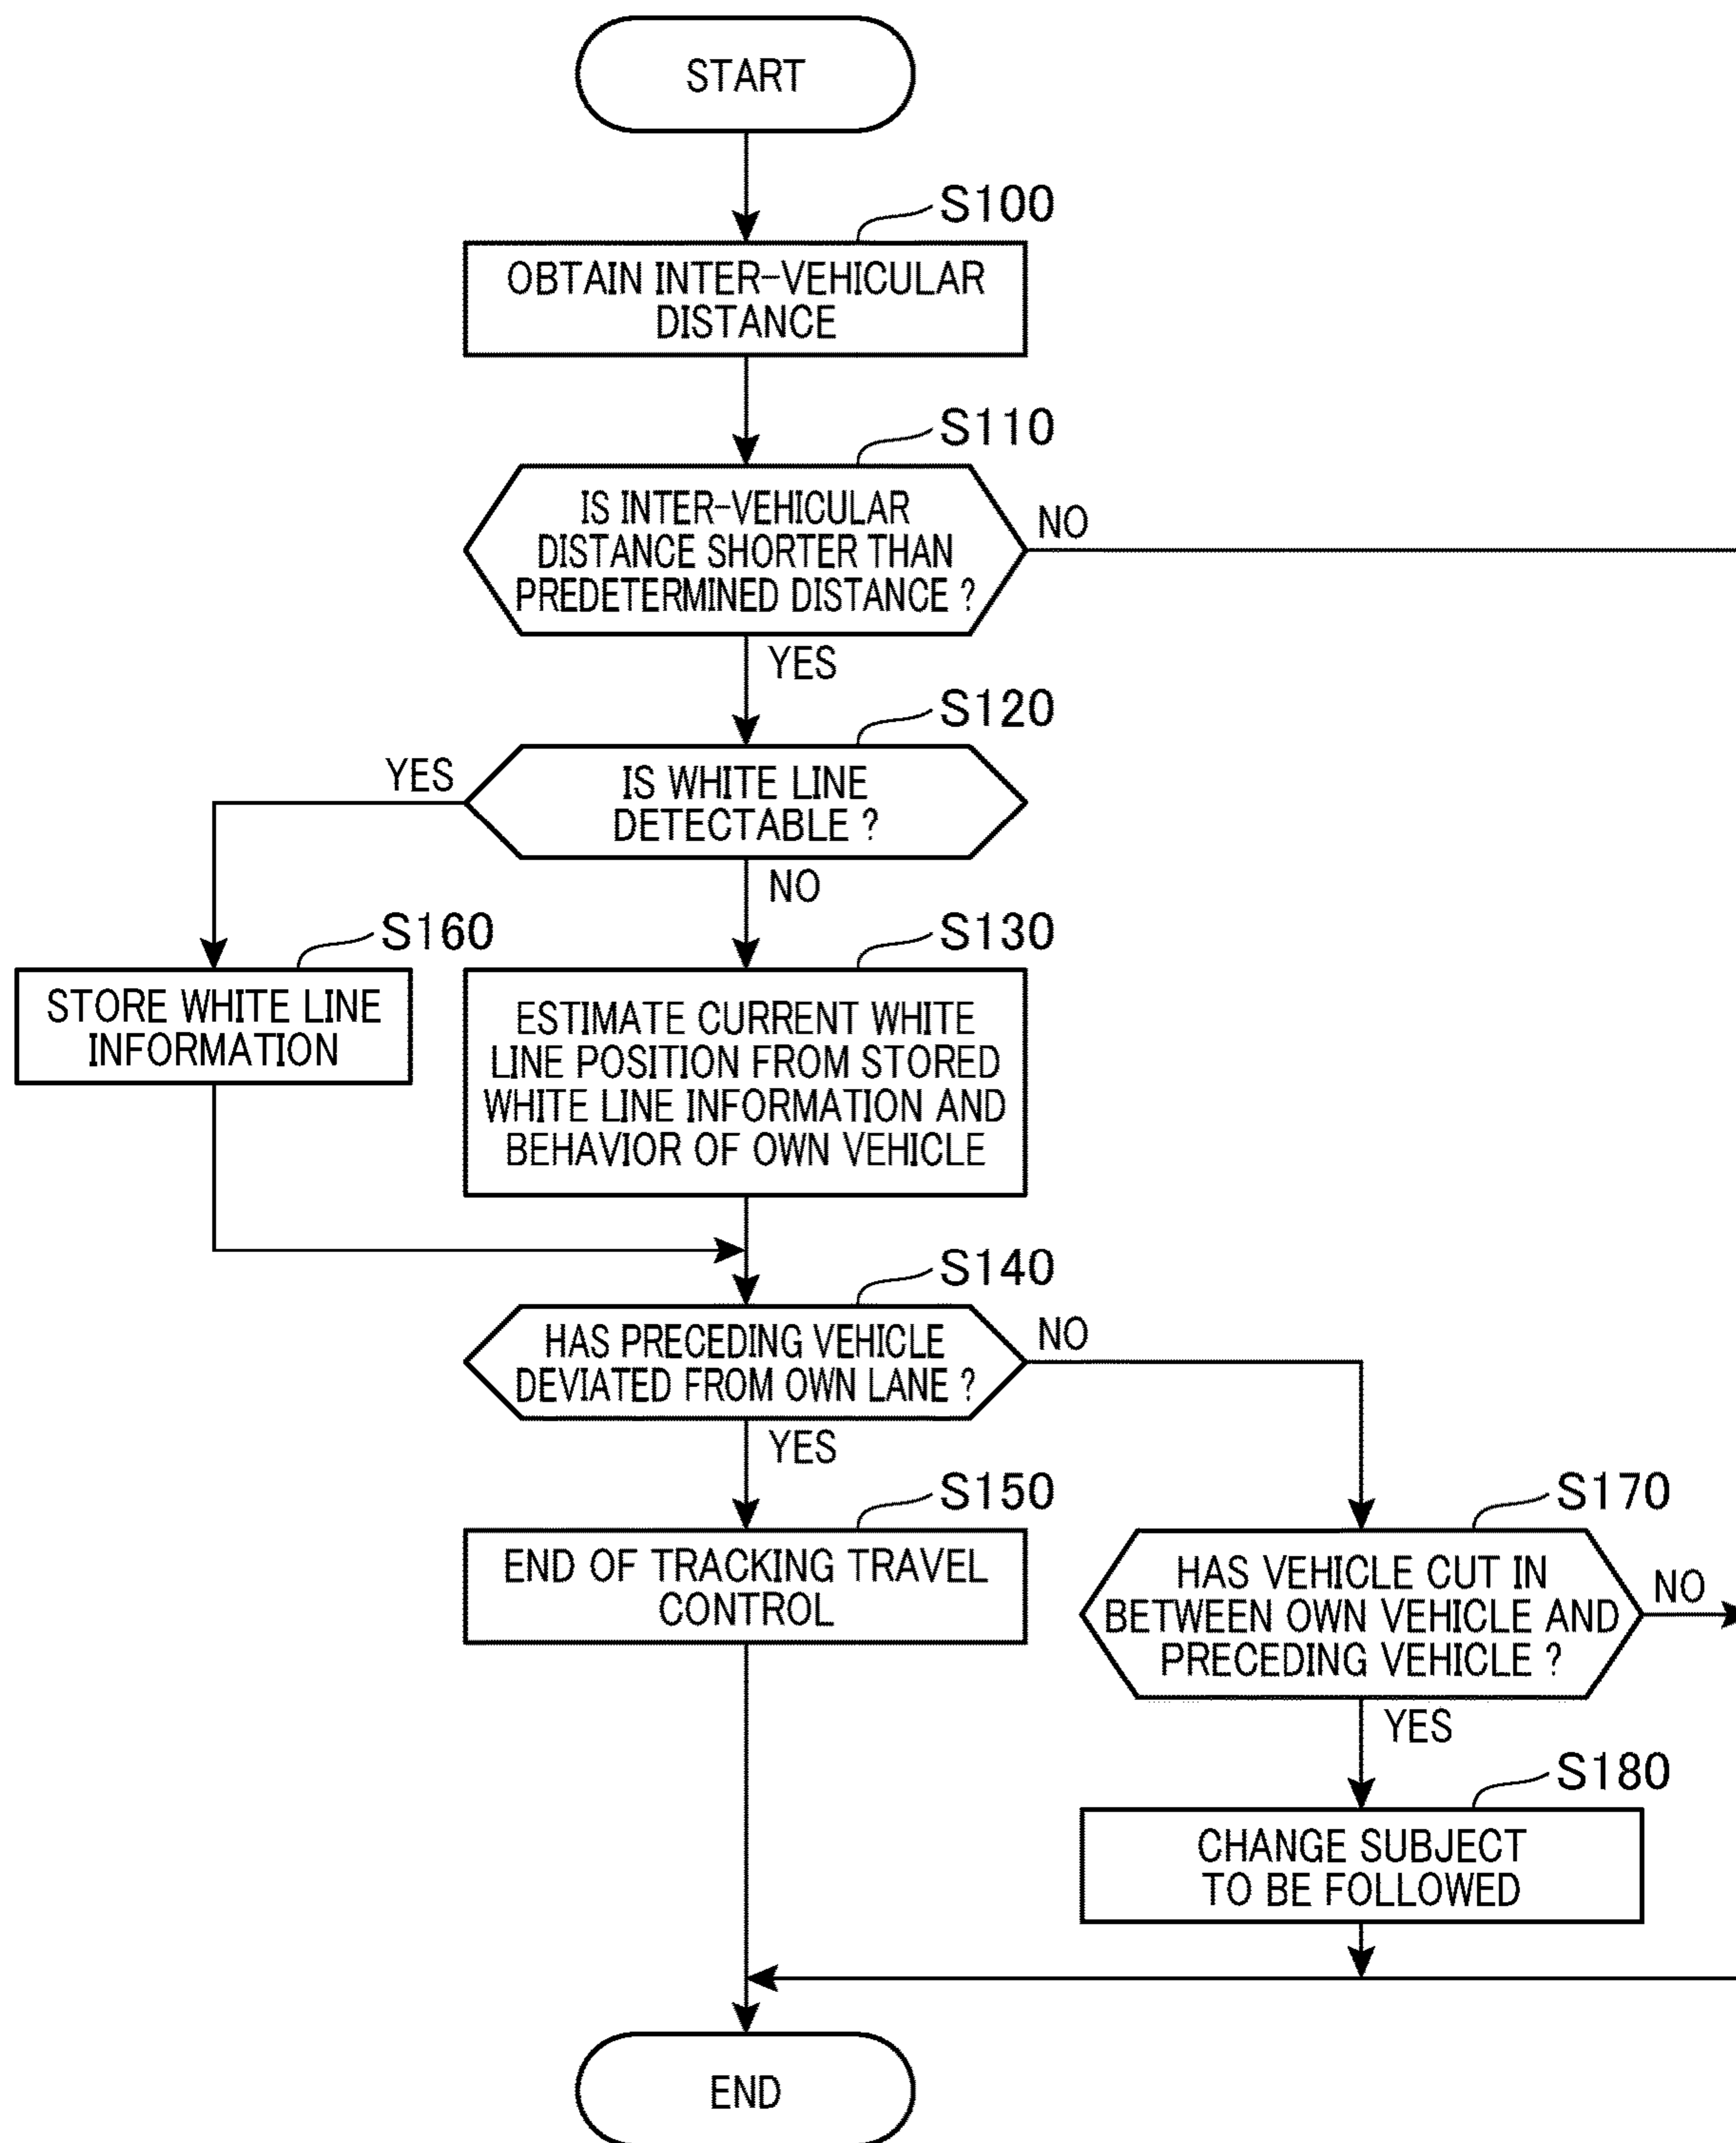 START
S100
OBTAIN INTER-VEHICULAR
DISTANCE
S110
IS INTER-VEHICULAR
DISTANCE SHORTER THAN
PREDETERMINED DISTANCE ?
NO
YES
S120
YES
IS WHITE LINE
DETECTABLE ?
NO
S160
STORE WHITE LINE
INFORMATION
S130
ESTIMATE CURRENT WHITE
LINE POSITION FROM STORED
WHITE LINE INFORMATION AND
BEHAVIOR OF OWN VEHICLE
S140
HAS PRECEDING VEHICLE
DEVIATED FROM OWN LANE ?
NO
YES
S150
END OF TRACKING TRAVEL
CONTROL
S170
HAS VEHICLE CUT IN
BETWEEN OWN VEHICLE AND
PRECEDING VEHICLE ?
NO
YES
S180
CHANGE SUBJECT
TO BE FOLLOWED
END